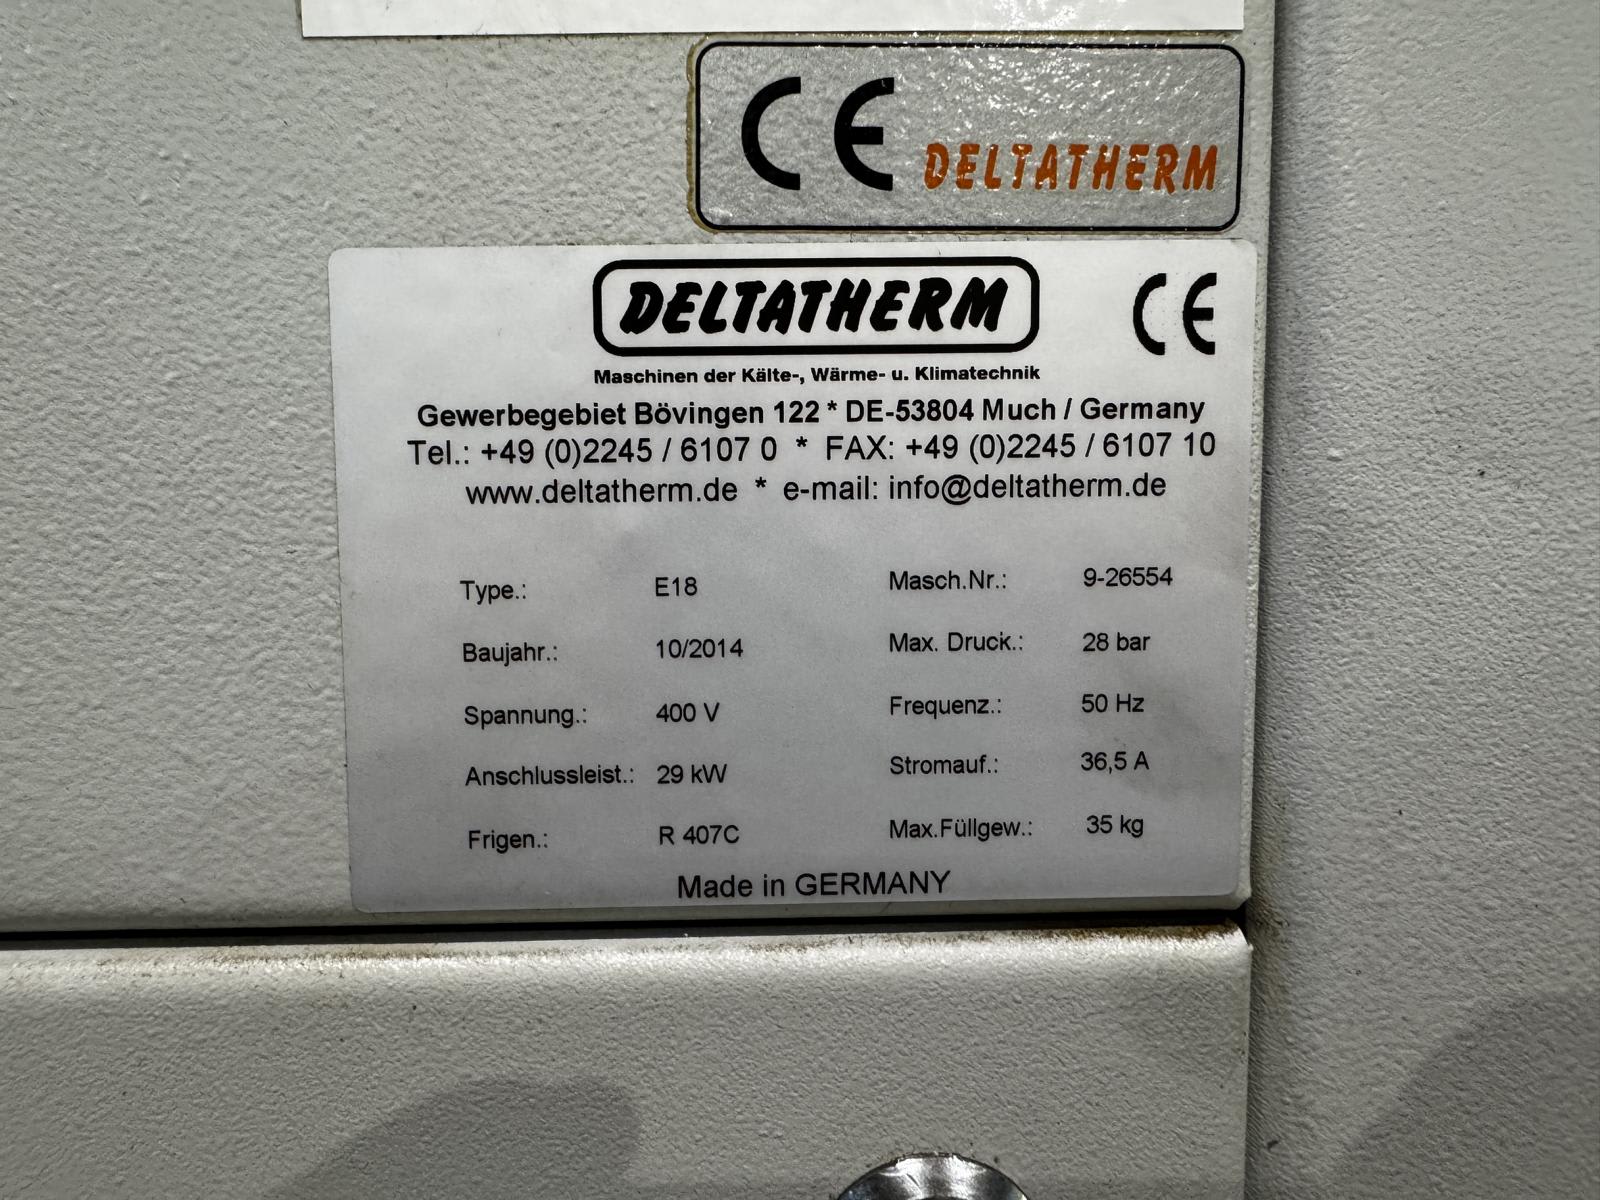 CE DELTATHERM
DELTATHERM CE
Maschinen der Kälte-, Wärme- u. Klimatechnik
Gewerbegebiet Bövingen 122 * DE-53804 Much / Germany
Tel.: +49 (0)2245 / 6107 0 * FAX: +49 (0)2245 / 6107 10
www.deltatherm.de * e-mail: info@deltatherm.de
Type.: E18 Masch.Nr.: 9-26554
Baujahr.: 10/2014 Max. Druck.: 28 bar
Spannung.: 400 V Frequenz.: 50 Hz
Anschlussleist.: 29 kW Stromauf.: 36,5 A
Frigen.: R 407C Max.Füllgew.: 35 kg
Made in GERMANY